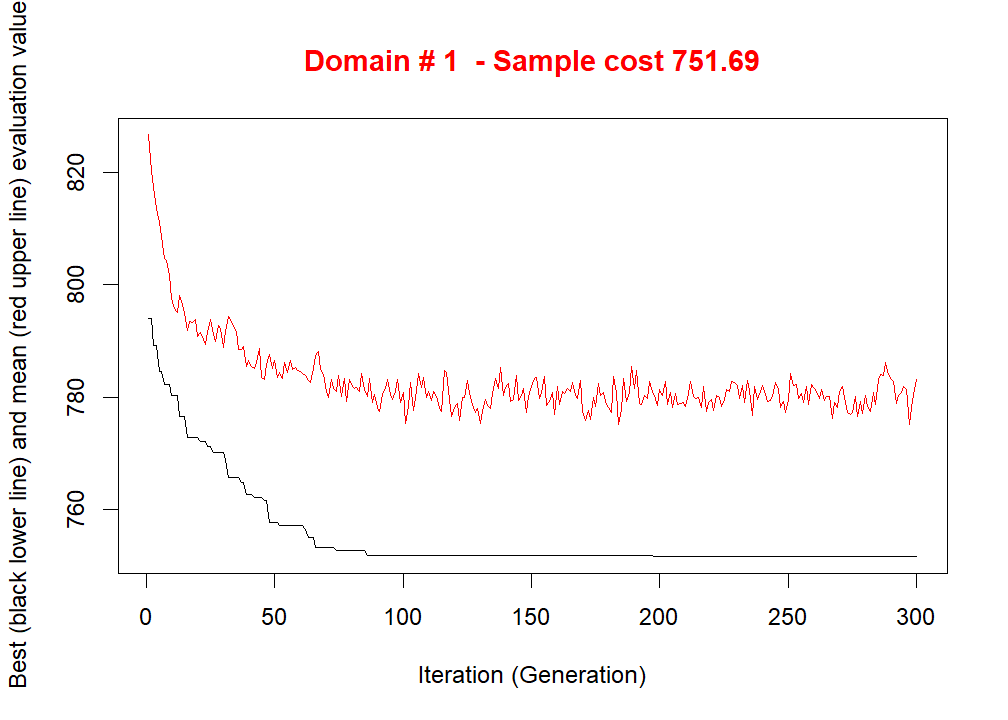 Domain # 1  - Sample cost 751.69
Best (black lower line) and mean (red upper line) evaluation value
820
800
780
760
0 50 100 150 200 250 300
Iteration (Generation)